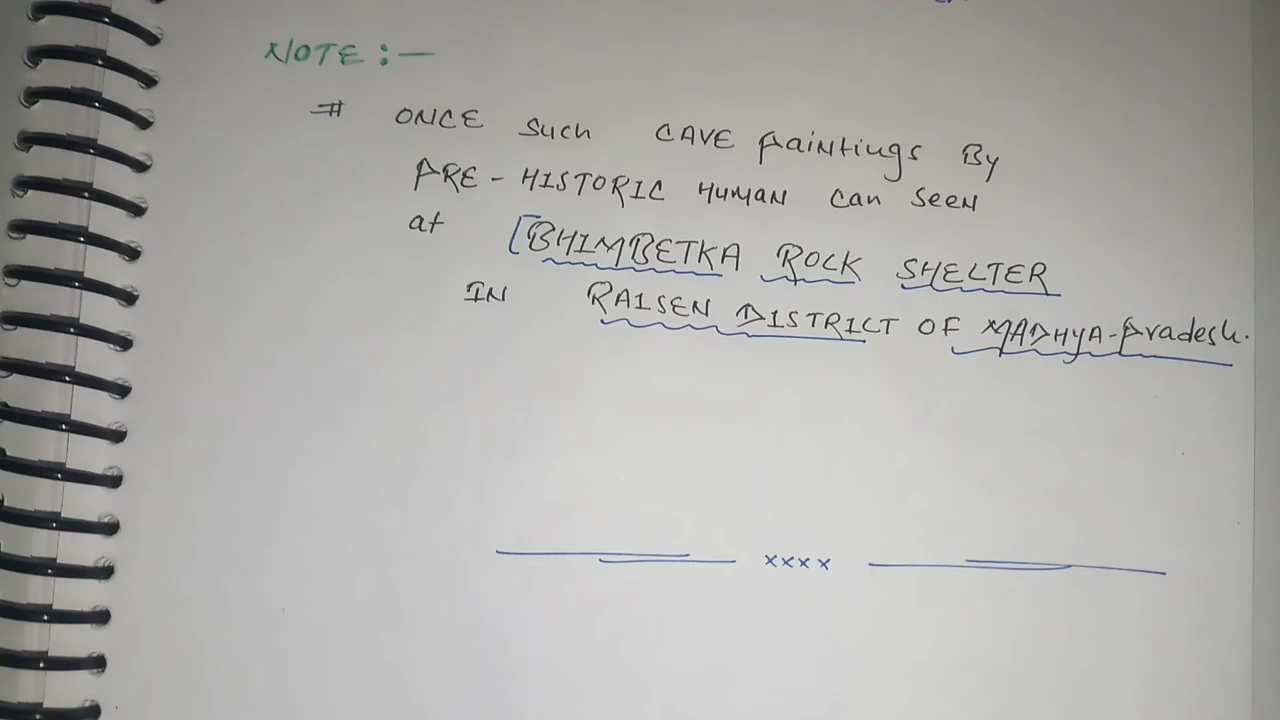 NOTE :—
# ONCE Such CAVE Paintings By
PRE-HISTORIC HUMAN Can SEEN
at [BHIMBETKA ROCK SHELTER
IN RAISEN DISTRICT OF MADHYA-Pradesh.
xxxx